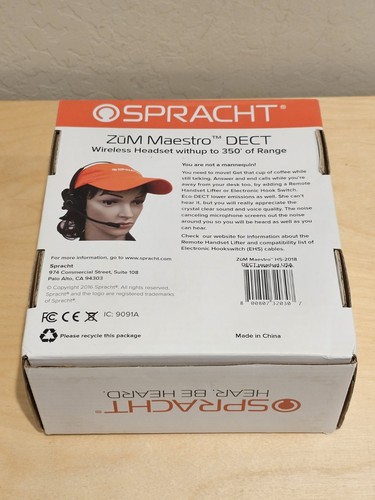 SPRACHT®
ZūM Maestro™ DECT
Wireless Headset withup to 350' of Range
You are not a mannequin!
You need to move! Get that cup of coffee while
still talking. Answer and end calls while you're
away from your desk too, by adding a Remote
Handset Lifter or Electronic Hook Switch.
Eco DECT lower emissions as well. She can't
hear it, but you will really appreciate the
crystal clear sound and voice quality. The noise
canceling microphone screens out the noise
around you so you will be heard as well as you
can hear.
Check our website for information about the
Remote Handset Lifter and compatibility list of
Electronic Hookswitch (EHS) cables.
For more information, go to www.spracht.com
Spracht
974 Commercial Street, Suite 108
Palo Alto, CA 94303
© Copyright 2016 Spracht®. All rights reserved.
Spracht® and the logo are registered trademarks
of Spracht®.
ZūM Maestro™ HS-2018
DECT Headset USA
FC CE IC: 9091A
Please recycle this package
Made in China
HEAR. BE HEARD.
SPRACHT®